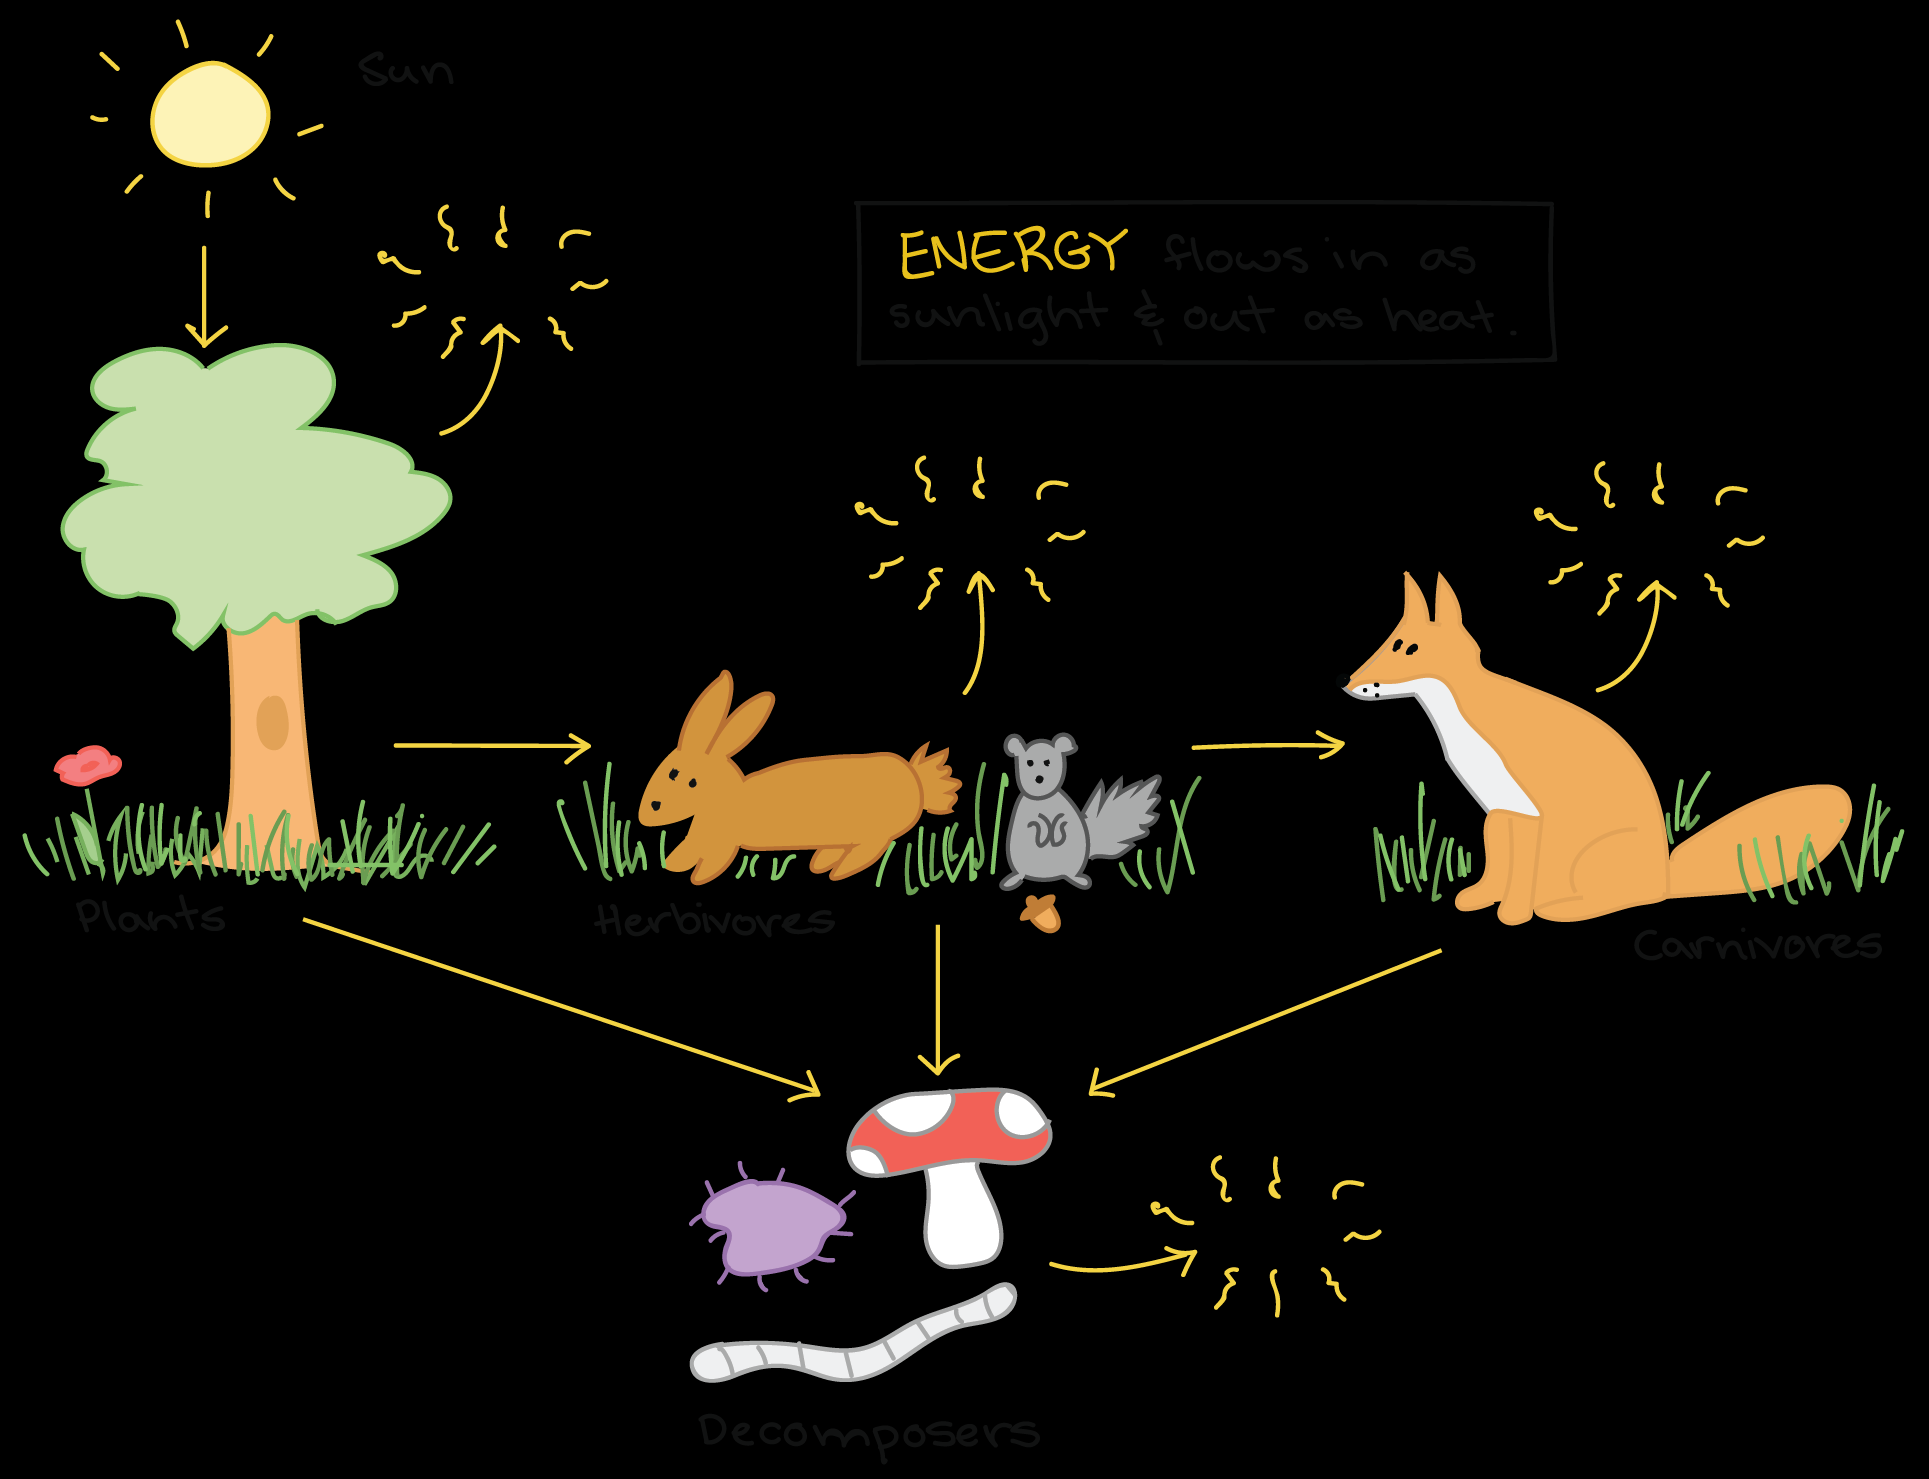 Sun
ENERGY flows in as
sunlight & out as heat.
Plants
Herbivores
Carnivores
Decomposers